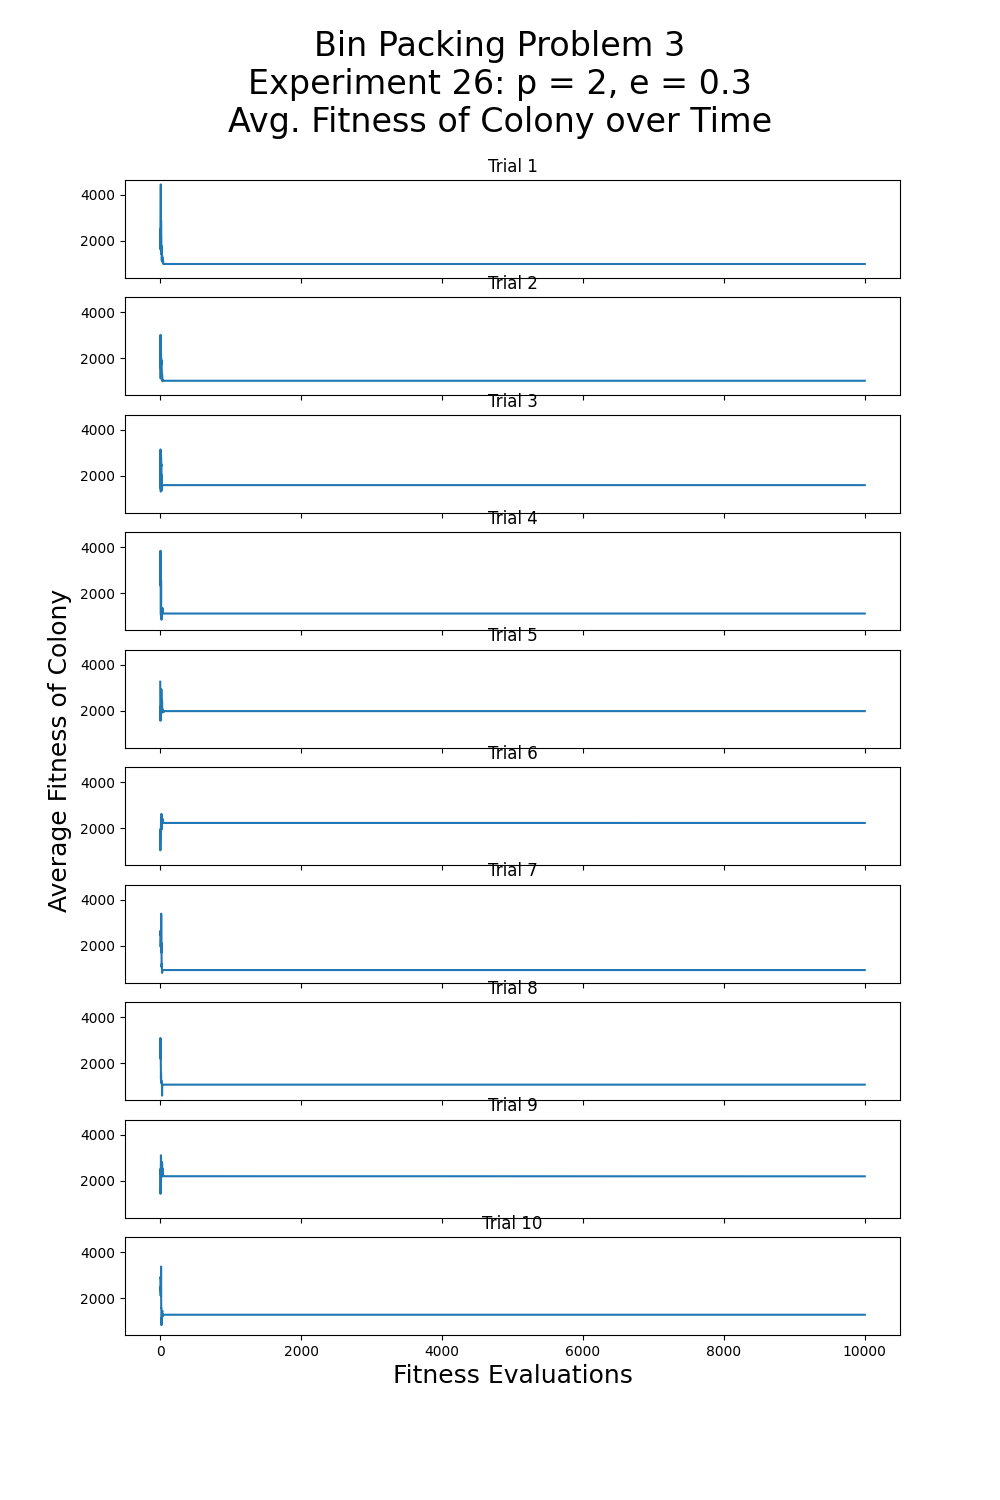 Bin Packing Problem 3
Experiment 26: p = 2, e = 0.3
Avg. Fitness of Colony over Time
Trial 1
4000
2000
Trial 2
4000
2000
Trial 3
4000
2000
Trial 4
4000
2000
Trial 5
4000
2000
Trial 6
4000
2000
Trial 7
4000
2000
Trial 8
4000
2000
Trial 9
4000
2000
Trial 10
4000
2000
0 2000 4000 6000 8000 10000
Fitness Evaluations
Average Fitness of Colony